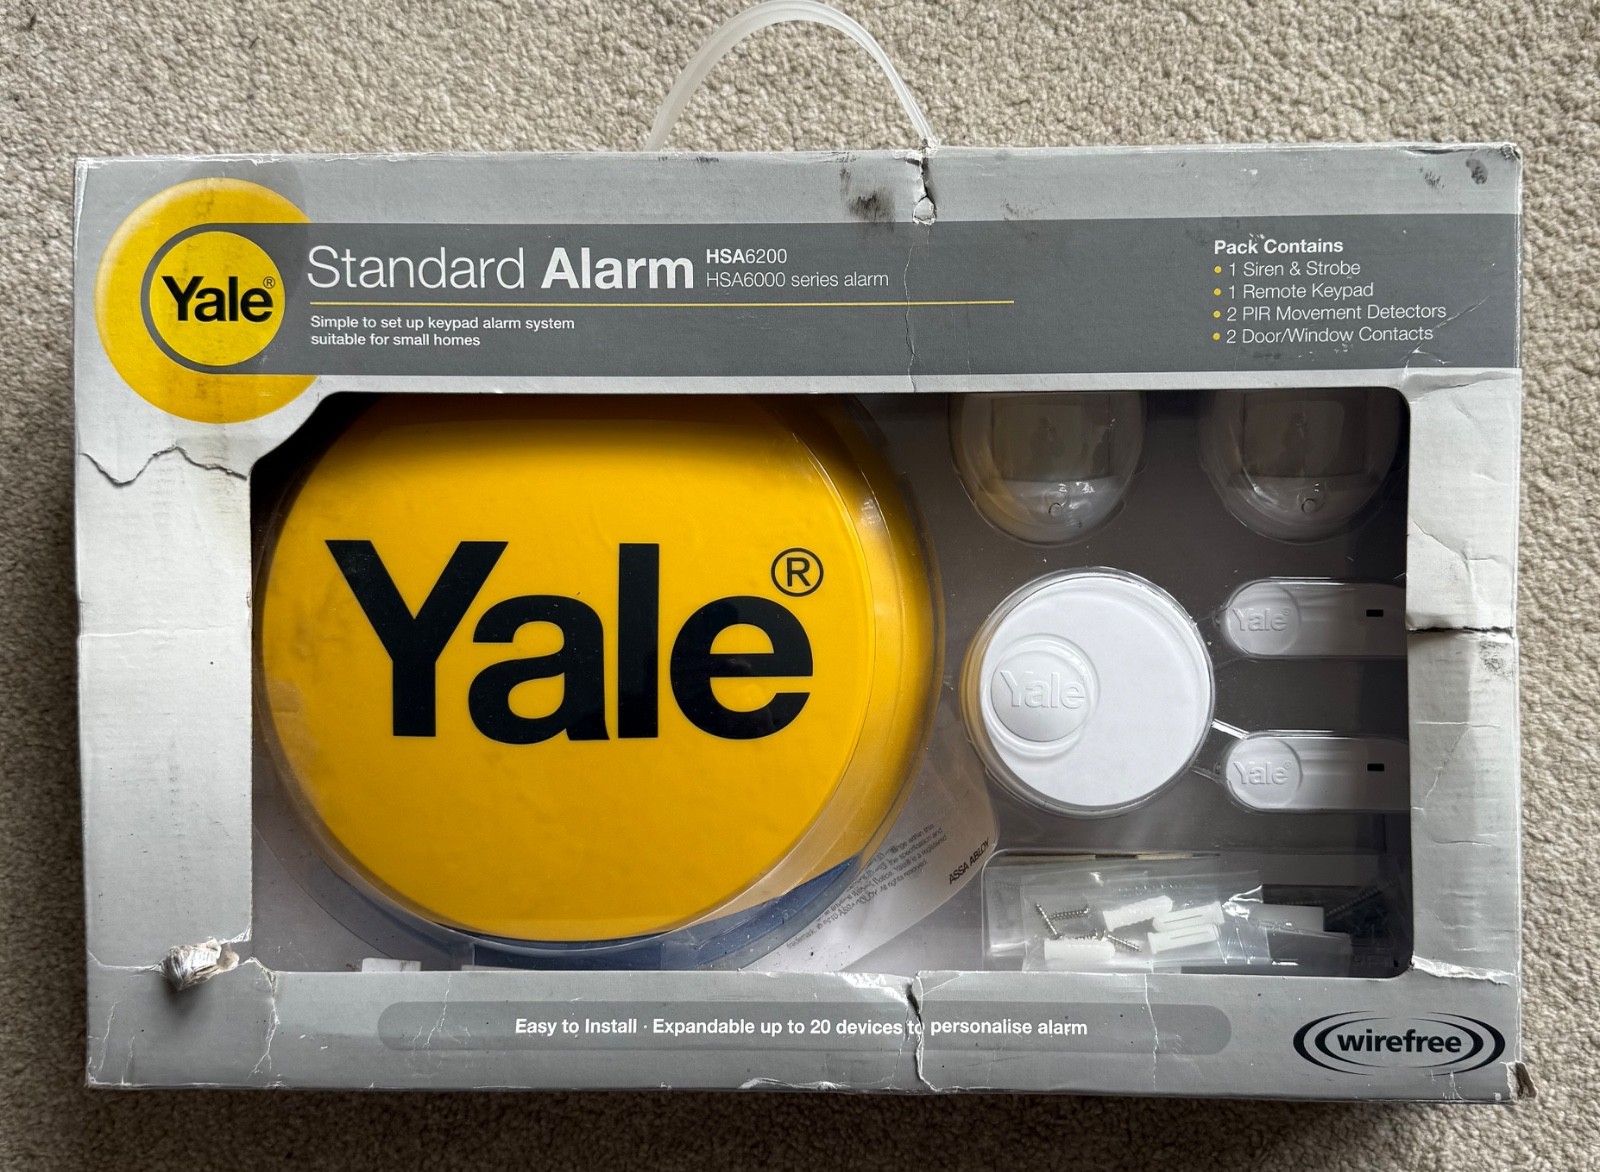 Yale®
Standard Alarm
HSA6200
HSA6000 series alarm
Simple to set up keypad alarm system
suitable for small homes
Pack Contains
• 1 Siren & Strobe
• 1 Remote Keypad
• 2 PIR Movement Detectors
• 2 Door/Window Contacts
Yale®
Yale
Yale
Yale
ASSA ABLOY
Easy to Install · Expandable up to 20 devices to personalise alarm
wirefree